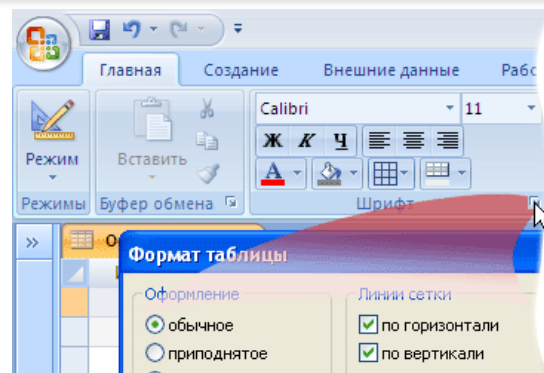 Главная Создание Внешние данные
Calibri 11
Ж К Ч
Режим Вставить
А
Режимы Буфер обмена Шрифт
Формат таблицы
Оформление Линии сетки
обычное по горизонтали
приподнятое по вертикали